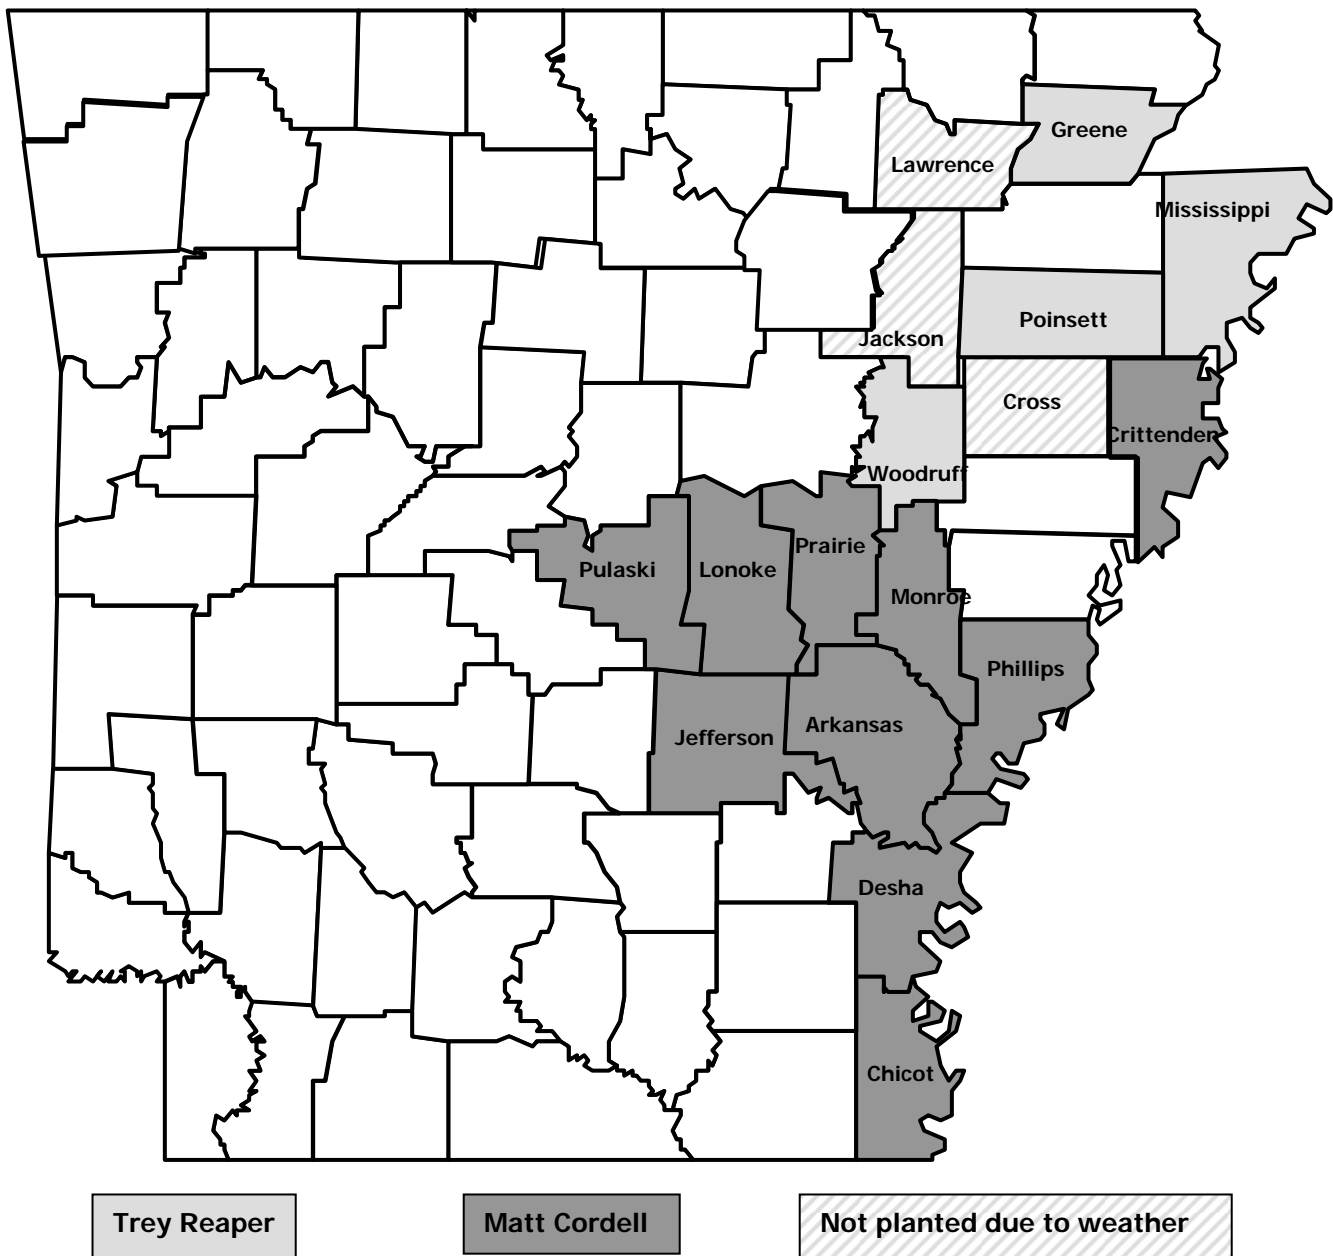 Greene
Lawrence
Mississippi
Poinsett
Jackson
Cross
Crittenden
Woodruff
Prairie
Pulaski
Lonoke
Monroe
Phillips
Arkansas
Jefferson
Desha
Chicot
Trey Reaper
Matt Cordell
Not planted due to weather